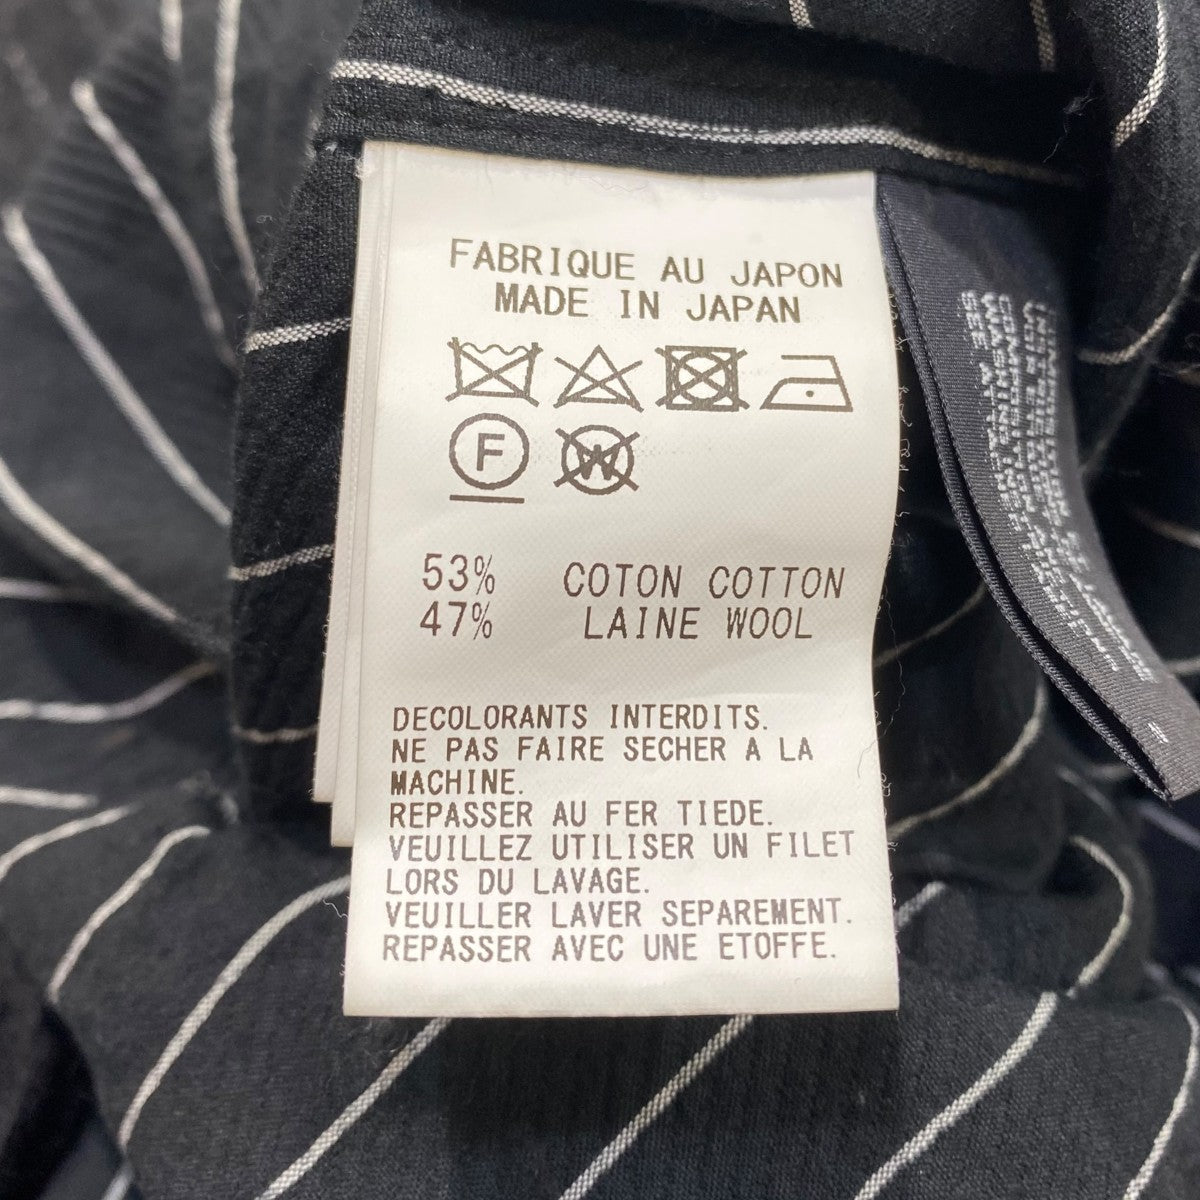 FABRIQUE AU JAPON
MADE IN JAPAN
F
W
53% COTON COTTON
47% LAINE WOOL
DECOLORANTS INTERDITS.
NE PAS FAIRE SECHER A LA
MACHINE.
REPASSER AU FER TIEDE.
VEUILLEZ UTILISER UN FILET
LORS DU LAVAGE.
VEUILLER LAVER SEPAREMENT.
REPASSER AVEC UNE ETOFFE.